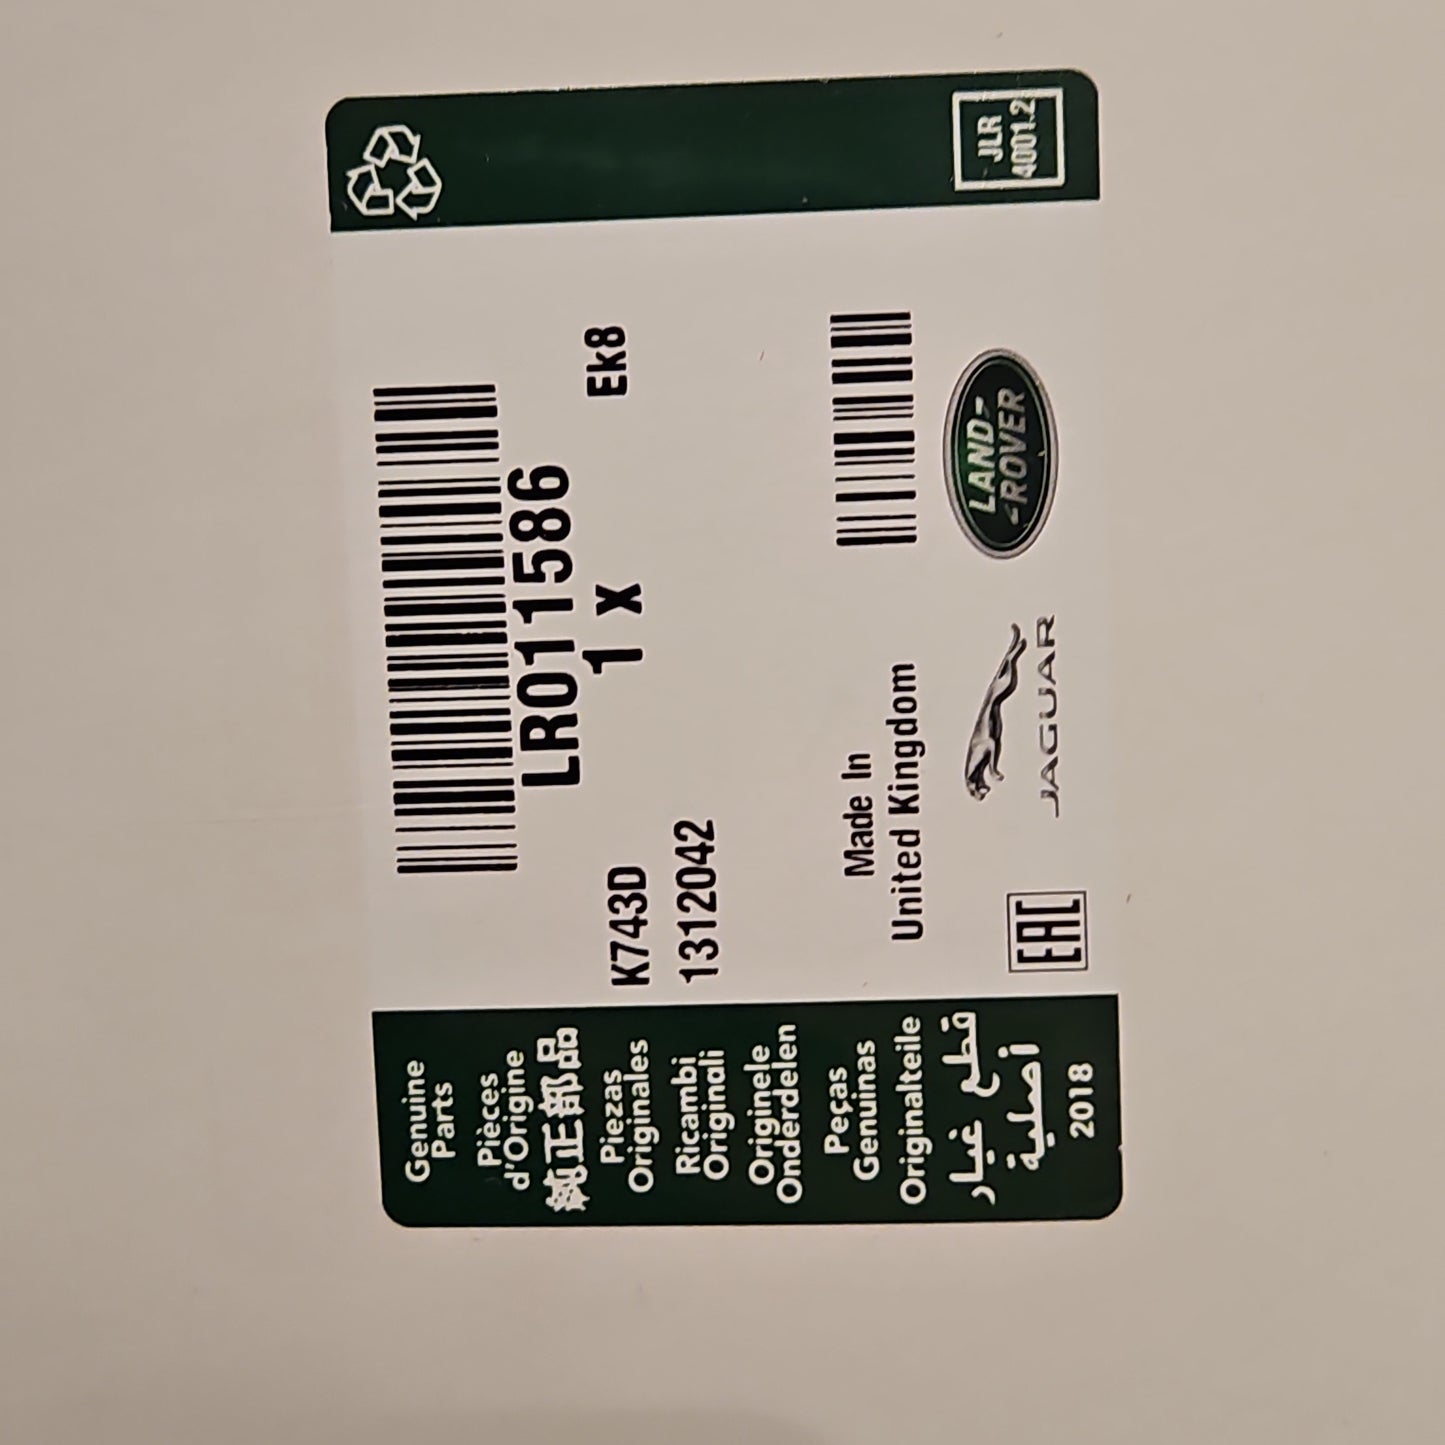 Genuine
Parts
Pièces
d'Origine
純正部品
Piezas
Originales
Ricambi
Originali
Originele
Onderdelen
Peças
Genuinas
Originalteile
قطع غيار
أصلية
2018
LR011586
1 X
Ek8
K743D
1312042
Made In
United Kingdom
EAC
JAGUAR
LAND
ROVER
JLR
4001.2